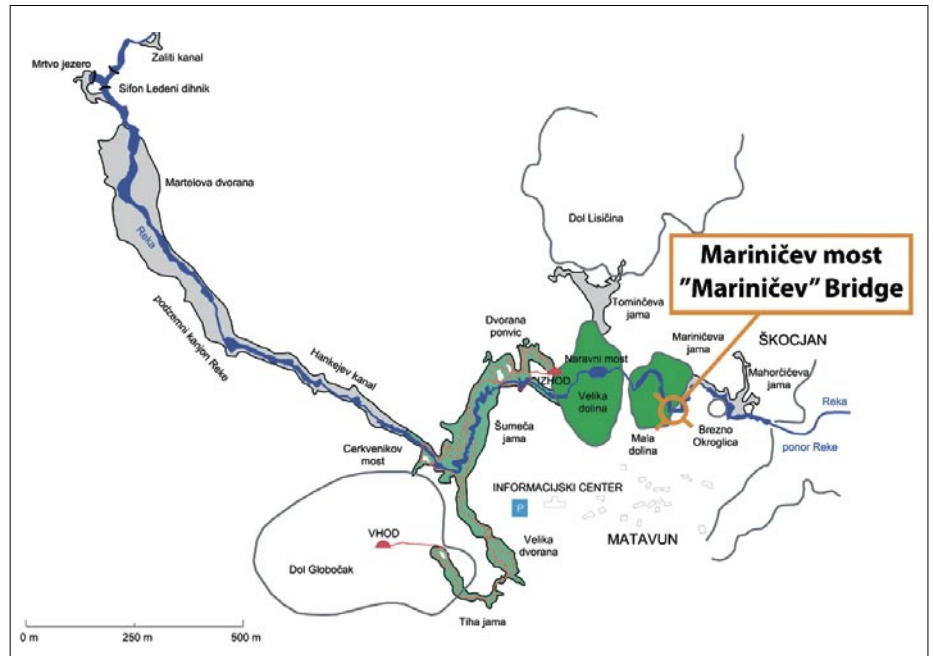 Zaliti kanal
Mrtvo jezero
Sifon Ledeni dihnik
Martelova dvorana
Reka
podzemni kanjon Reke
Hankejev kanal
Dol Lisičina
Mariničev most
”Mariničev” Bridge
Tominčeva
jama
Dvorana
ponvic
Mariničeva
jama
ŠKOCJAN
Naravni most
Mahorčičeva
jama
IZHOD
Velika
dolina
Reka
Šumeča
jama
Mala
dolina
Brezno
Okroglica
ponor Reke
Cerkvenikov
most
INFORMACIJSKI CENTER
P
MATAVUN
VHOD
Velika
dvorana
Dol Globočak
Tiha jama
0 m
250 m
500 m